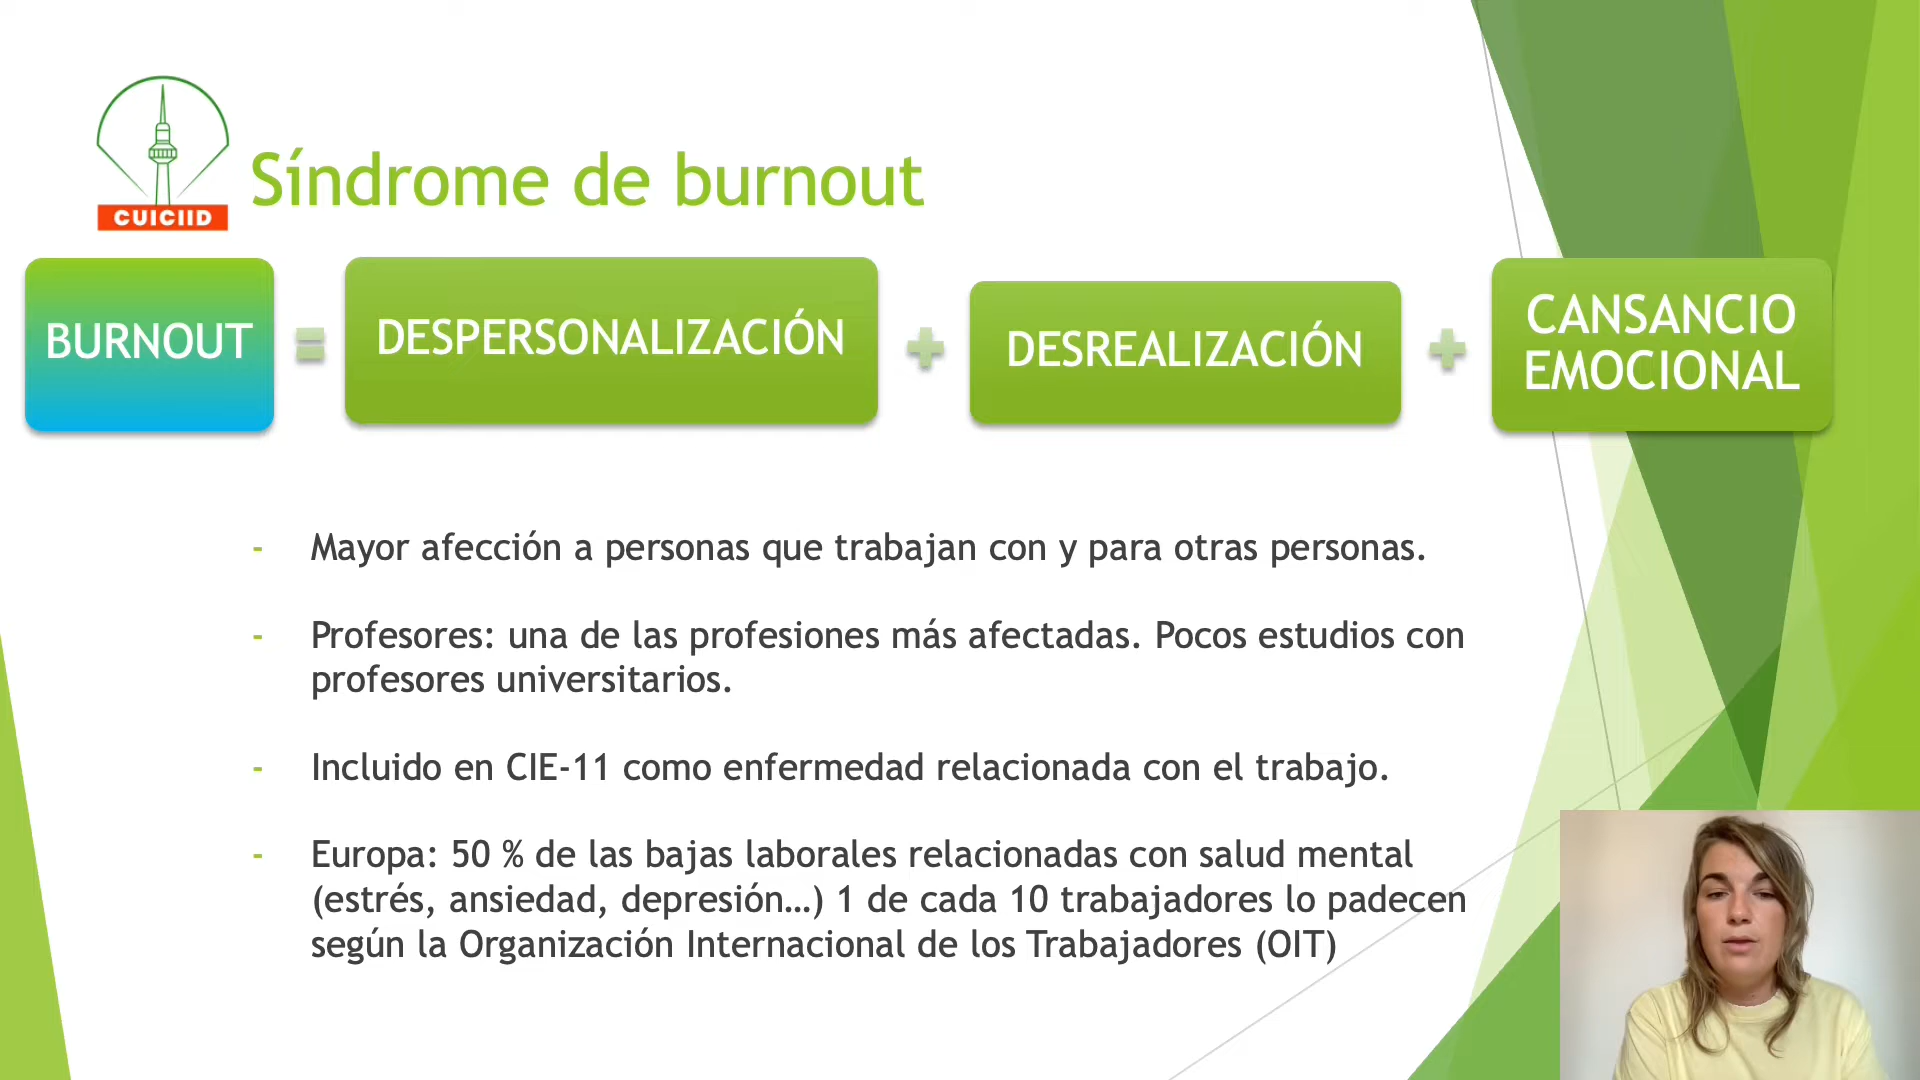 CUICIID
Síndrome de burnout
BURNOUT
DESPERSONALIZACIÓN
DESREALIZACIÓN
CANSANCIO
EMOCIONAL
- Mayor afección a personas que trabajan con y para otras personas.
- Profesores: una de las profesiones más afectadas. Pocos estudios con
profesores universitarios.
- Incluido en CIE-11 como enfermedad relacionada con el trabajo.
- Europa: 50 % de las bajas laborales relacionadas con salud mental
(estrés, ansiedad, depresión…) 1 de cada 10 trabajadores lo padecen
según la Organización Internacional de los Trabajadores (OIT)